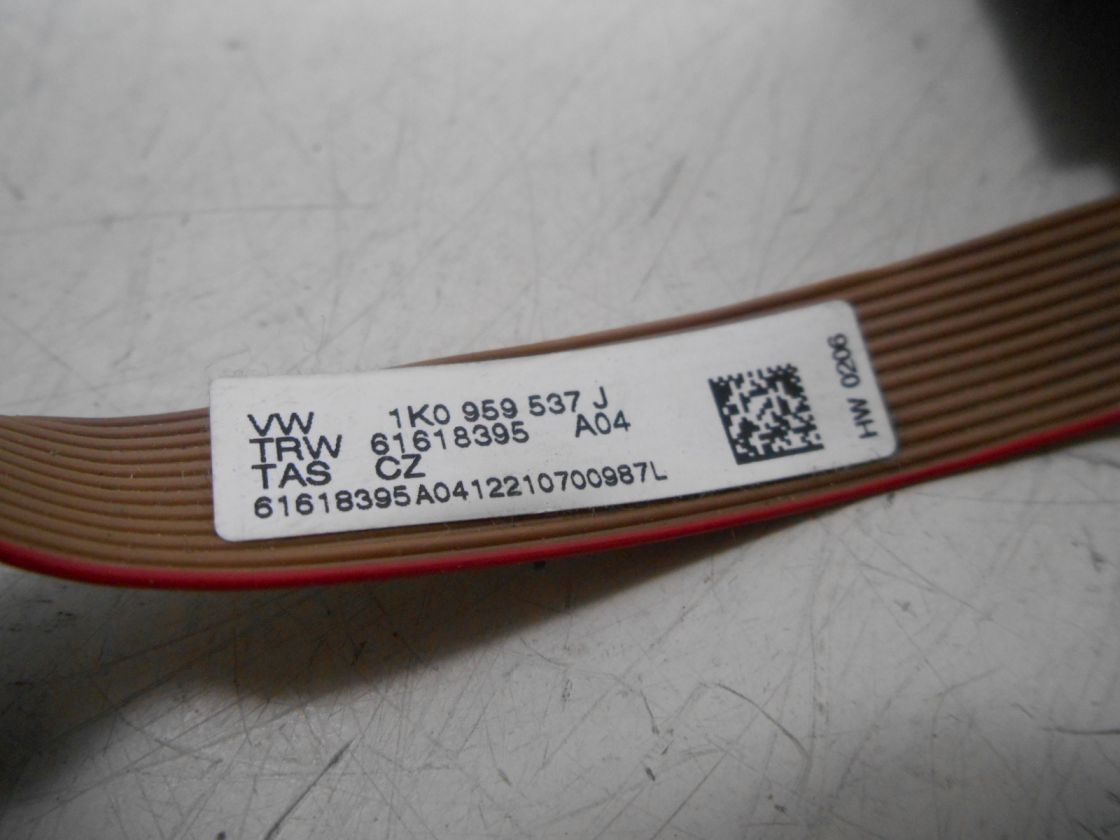 VW 1K0 959 537 J
TRW 61618395 A04
TAS CZ
61618395A0412210700987L
HW 0206